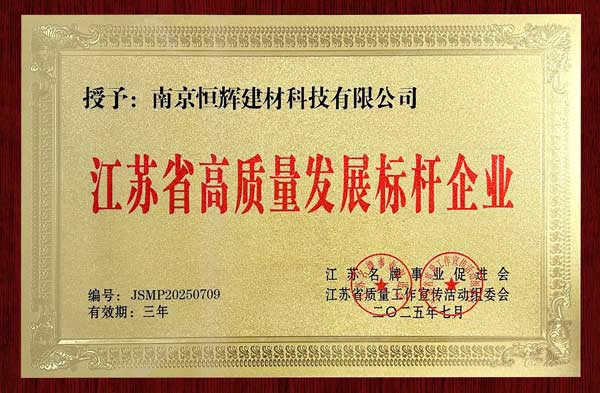 授予：南京恒辉建材科技有限公司
江苏省高质量发展标杆企业
江苏名牌事业促进会
江苏省质量工作宣传活动组委会
二〇二五年七月
编号：JSMP20250709
有效期：三年